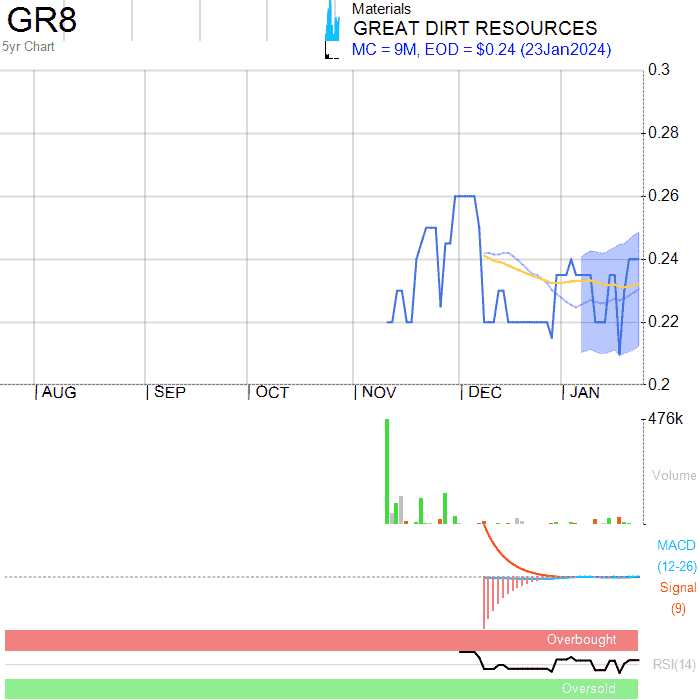 GR8
5yr Chart
Materials
GREAT DIRT RESOURCES
MC = 9M, EOD = $0.24 (23Jan2024)
0.3
0.28
0.26
0.24
0.22
0.2
AUG SEP OCT NOV DEC JAN
476k
Volume
MACD
(12-26)
Signal
(9)
Overbought
RSI(14)
Oversold